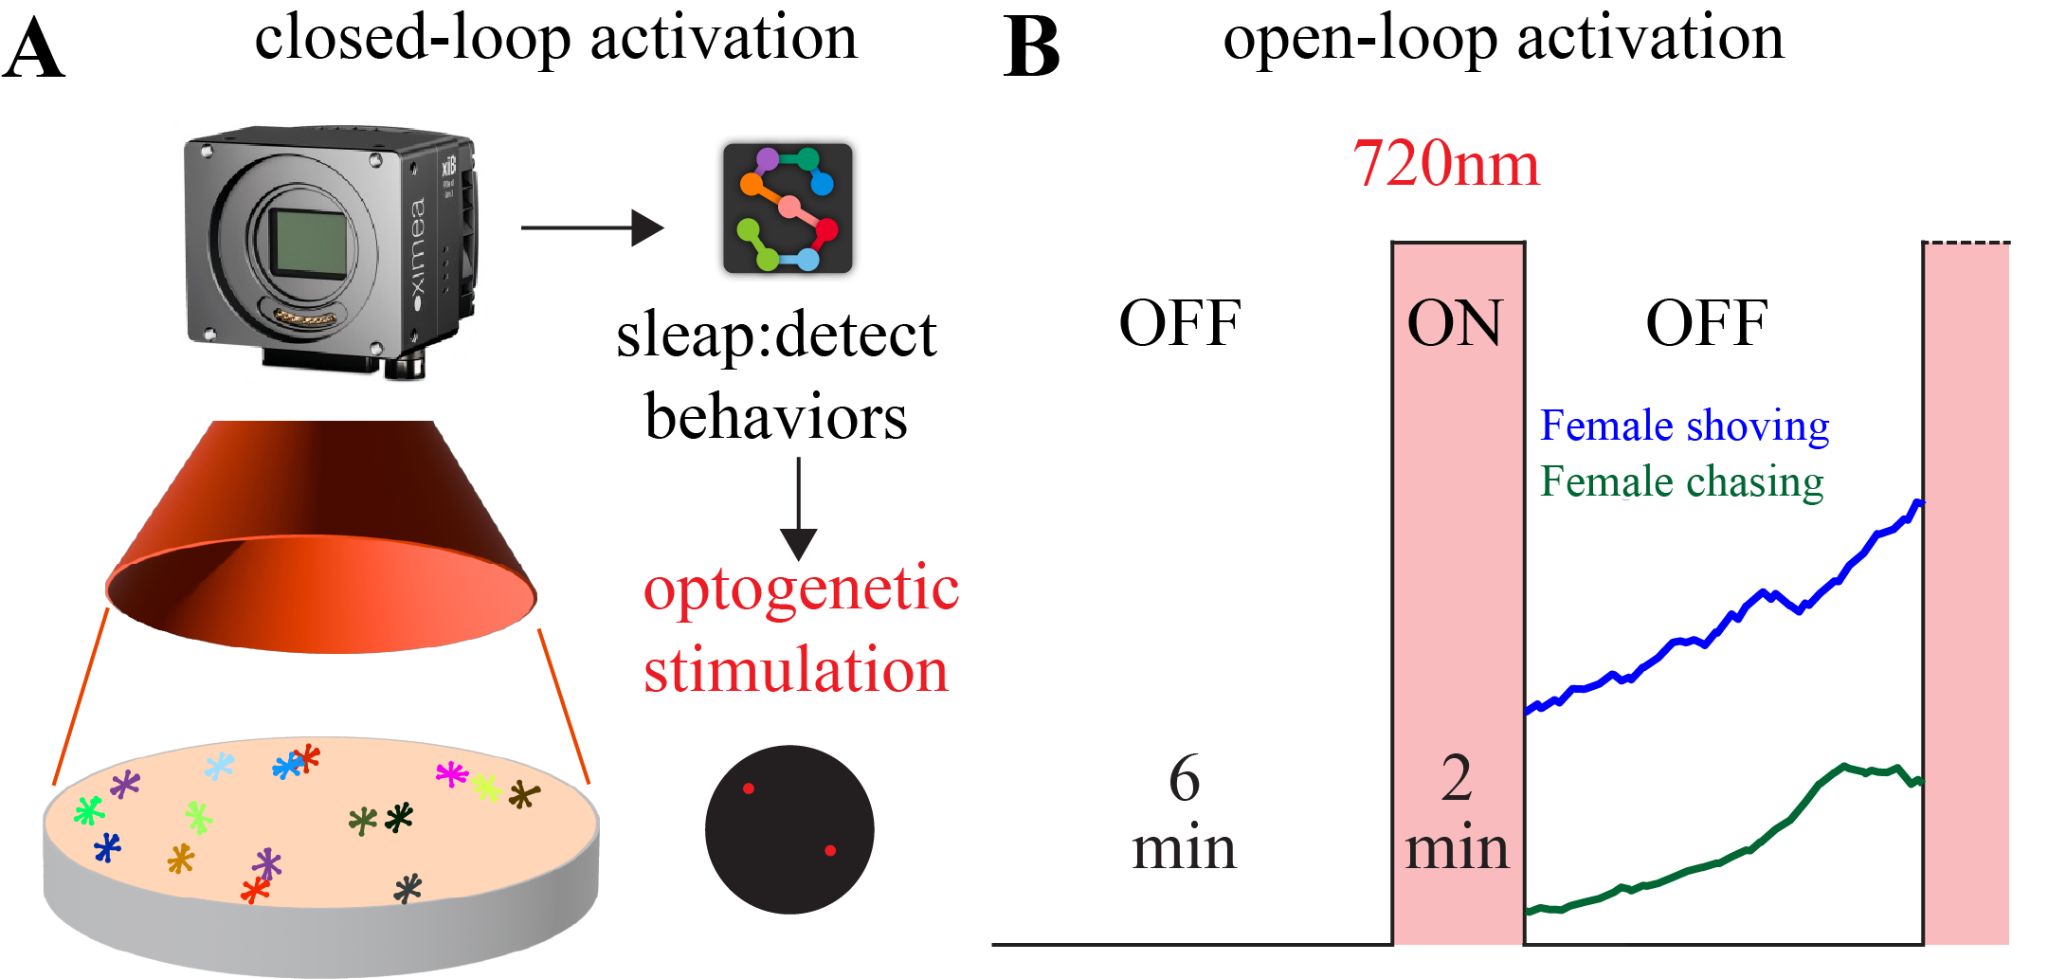 A
closed-loop activation
xiB
ximea
sleap:detect
behaviors
optogenetic
stimulation
B
open-loop activation
720nm
OFF
ON
OFF
Female shoving
Female chasing
6
min
2
min